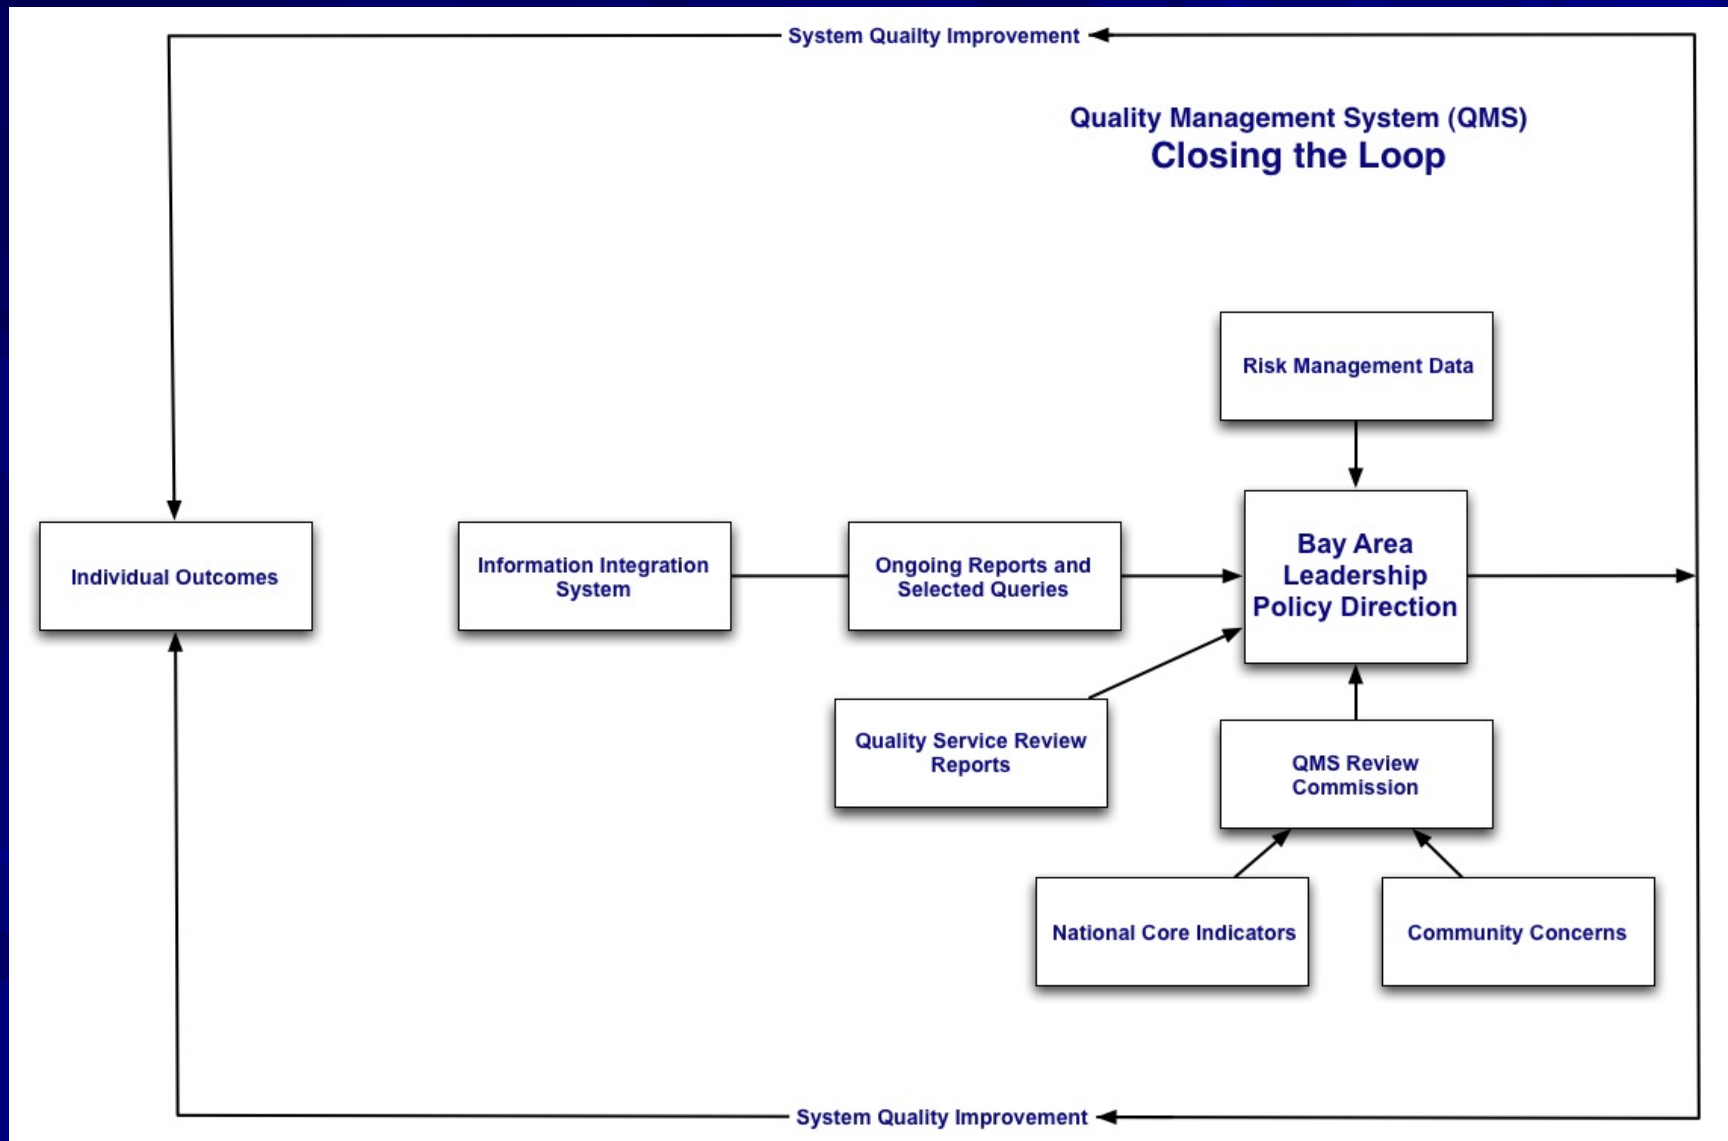 System Quailty Improvement
Quality Management System (QMS)
Closing the Loop
Risk Management Data
Individual Outcomes
Information Integration
System
Ongoing Reports and
Selected Queries
Bay Area
Leadership
Policy Direction
Quality Service Review
Reports
QMS Review
Commission
National Core Indicators
Community Concerns
System Quality Improvement